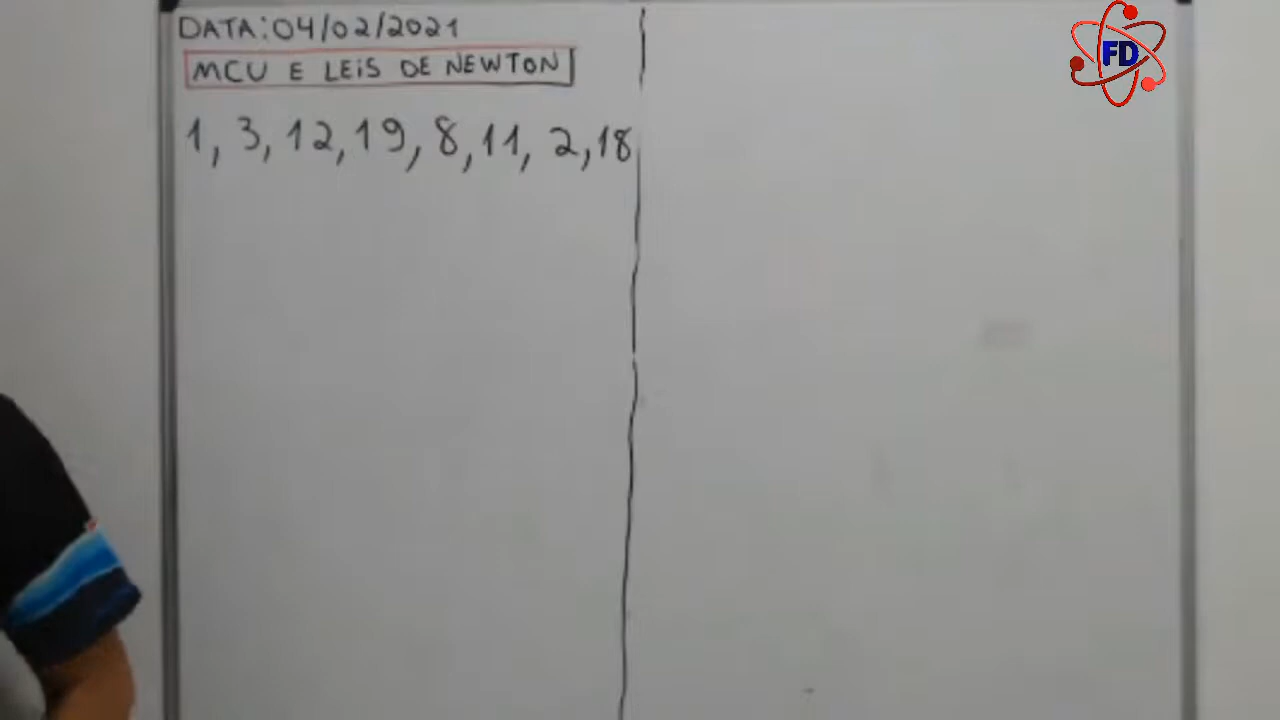 DATA: 04/02/2021
MCU E LEIS DE NEWTON
1, 3, 12, 19, 8, 11, 2, 18
FD